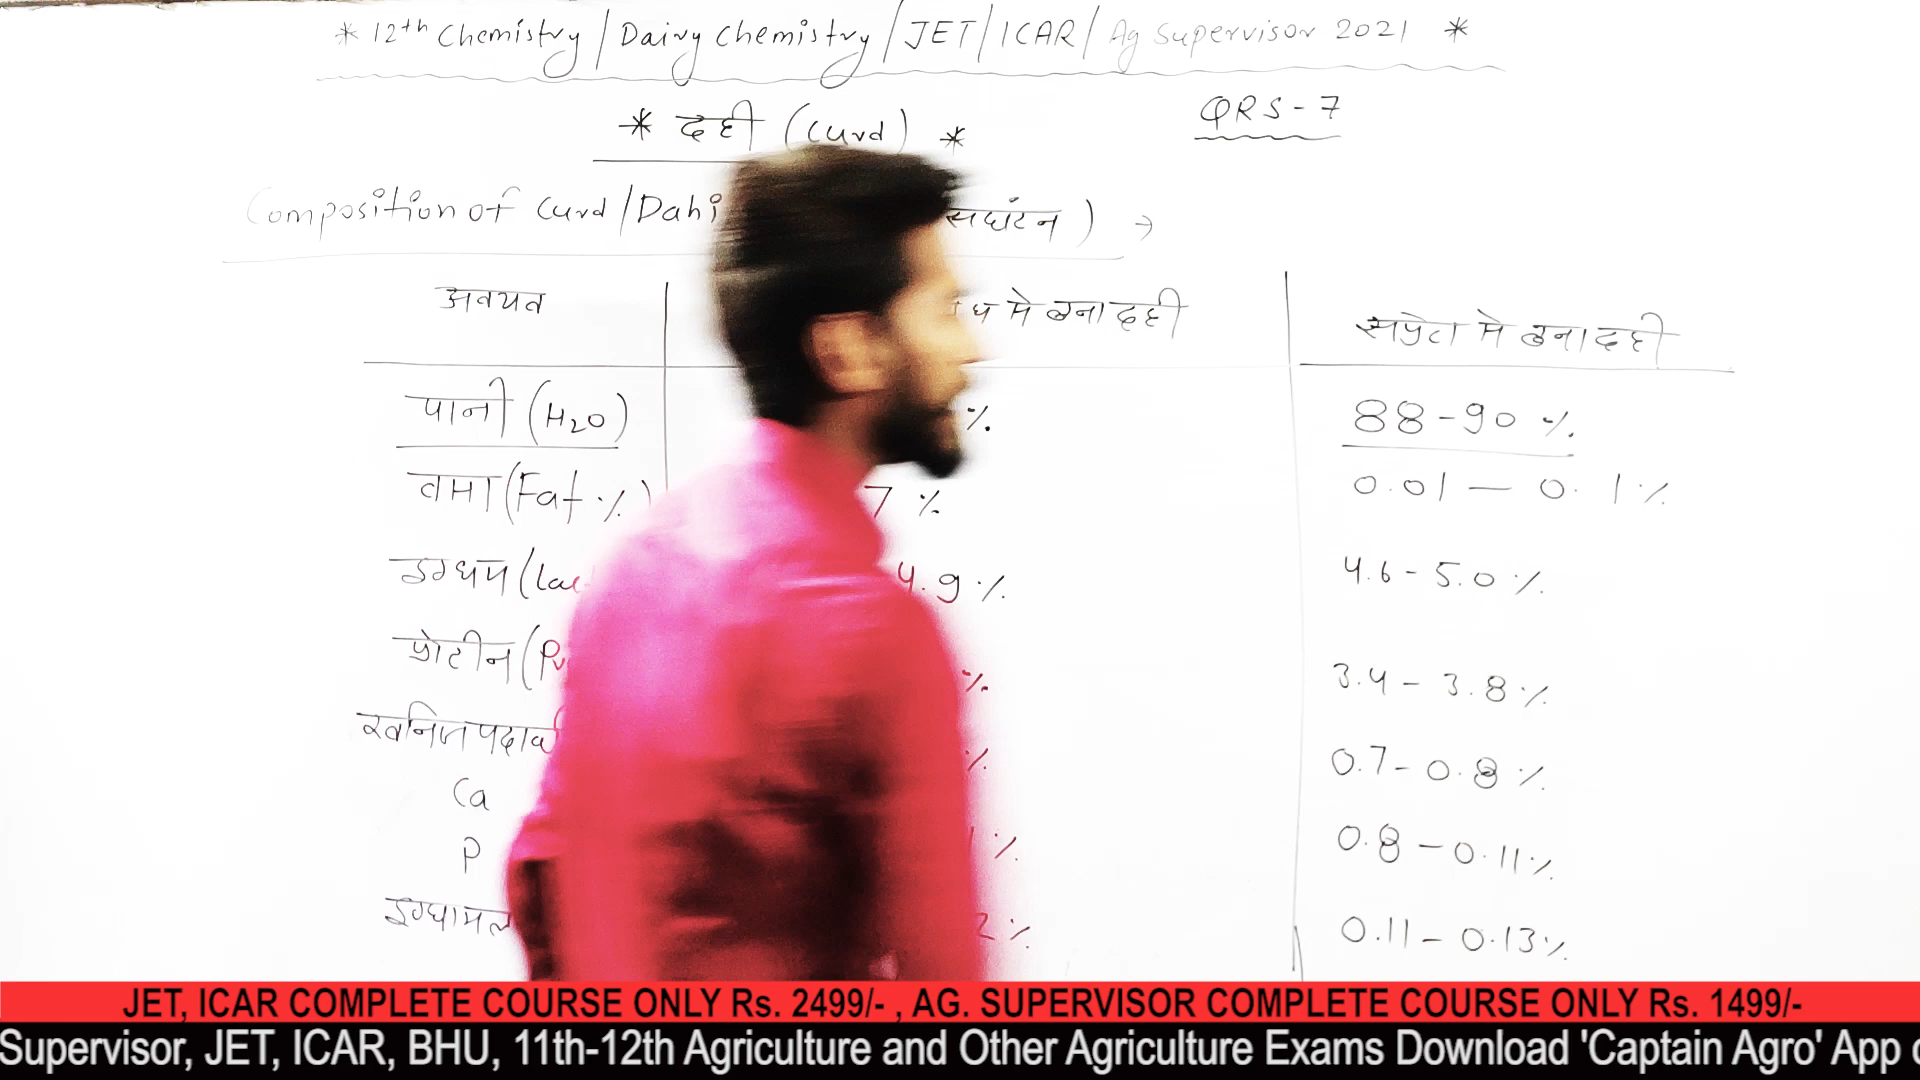 * 12th Chemistry / Dairy Chemistry / JET / ICAR / Ag Supervisor 2021 *
* दही (Curd) *
QRS-7
Composition of Curd / Dahi संघंटन) →
अवयव
में बना दही
सप्रेटा में बना दही
पानी (H₂O) % 88-90 %
वसा (Fat %) 7 % 0.01 — 0.1 %
दुग्धम (Lac 4.9 % 4.6 - 5.0 %
प्रोटीन (Pr % 3.4 - 3.8 %
खनिज पदार्थ % 0.7 - 0.8 %
Ca
P % 0.8 - 0.11 %
दुग्धामल 2 % 0.11 - 0.13 %
JET, ICAR COMPLETE COURSE ONLY Rs. 2499/- , AG. SUPERVISOR COMPLETE COURSE ONLY Rs. 1499/-
Supervisor, JET, ICAR, BHU, 11th-12th Agriculture and Other Agriculture Exams Download 'Captain Agro' App